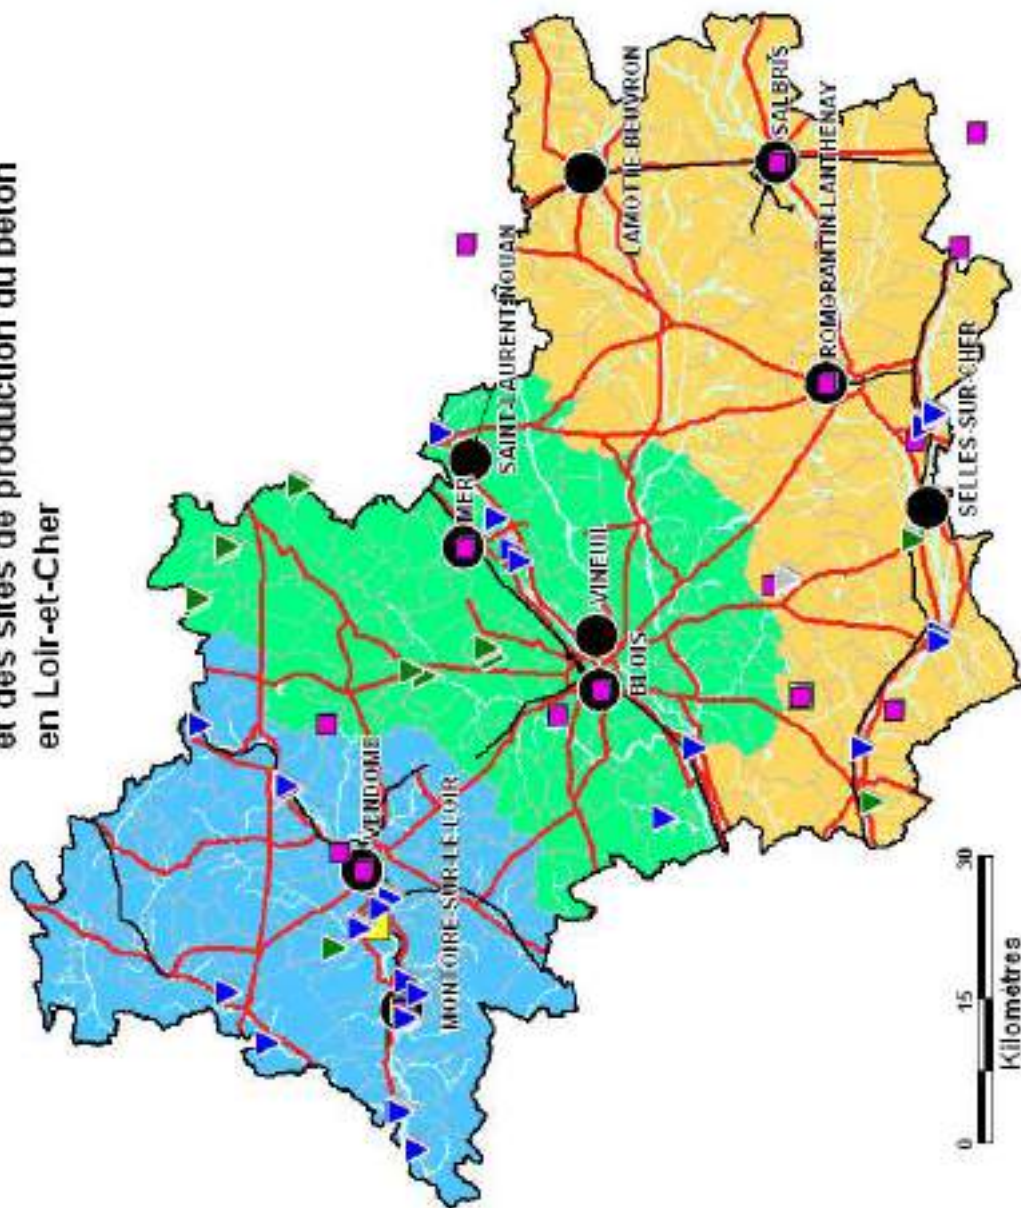 et des sites de production du béton
en Loir-et-Cher
LAMOTTE-BEUVRON
SALBRIS
SAINT-LAURENT-NOUAN
ROMORANTIN-LANTHENAY
MER
SELLES-SUR-CHER
VINEUIL
BLOIS
VENDOME
MONTOIRE-SUR-LE-LOIR
0 15 30
Kilomètres